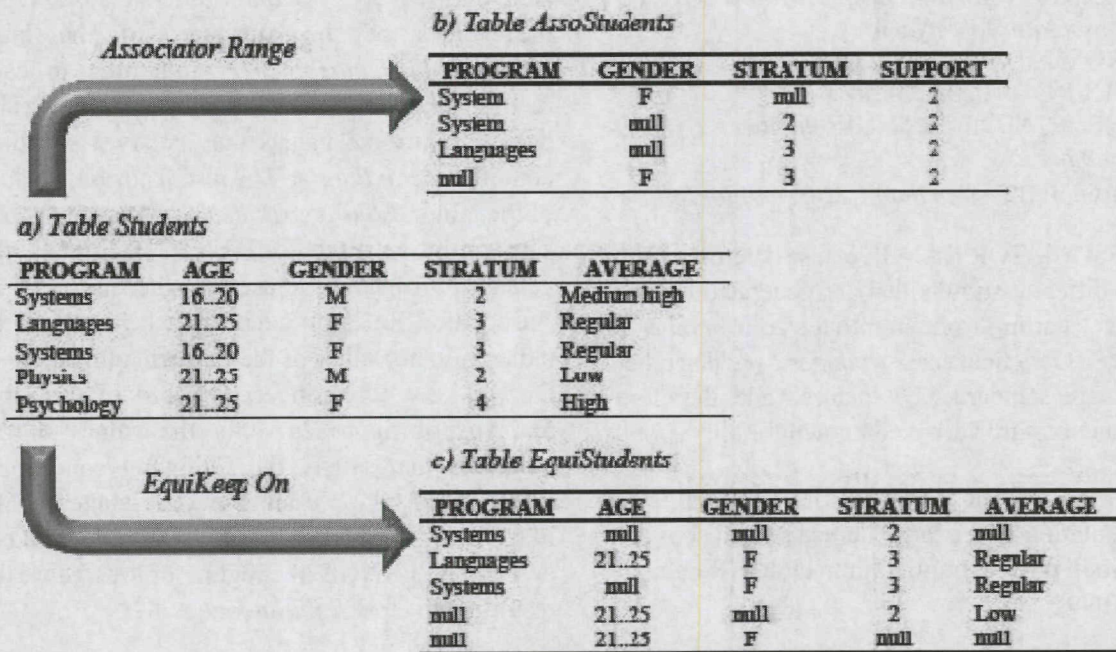 b) Table AssoStudents
Associator Range
PROGRAM GENDER STRATUM SUPPORT
System F null 2
System null 2 2
Languages null 3 2
null F 3 2
a) Table Students
PROGRAM AGE GENDER STRATUM AVERAGE
Systems 16..20 M 2 Medium high
Languages 21..25 F 3 Regular
Systems 16..20 F 3 Regular
Physics 21..25 M 2 Low
Psychology 21..25 F 4 High
c) Table EquiStudents
EquiKeep On
PROGRAM AGE GENDER STRATUM AVERAGE
Systems null null 2 null
Languages 21..25 F 3 Regular
Systems null F 3 Regular
null 21..25 null 2 Low
null 21..25 F null null